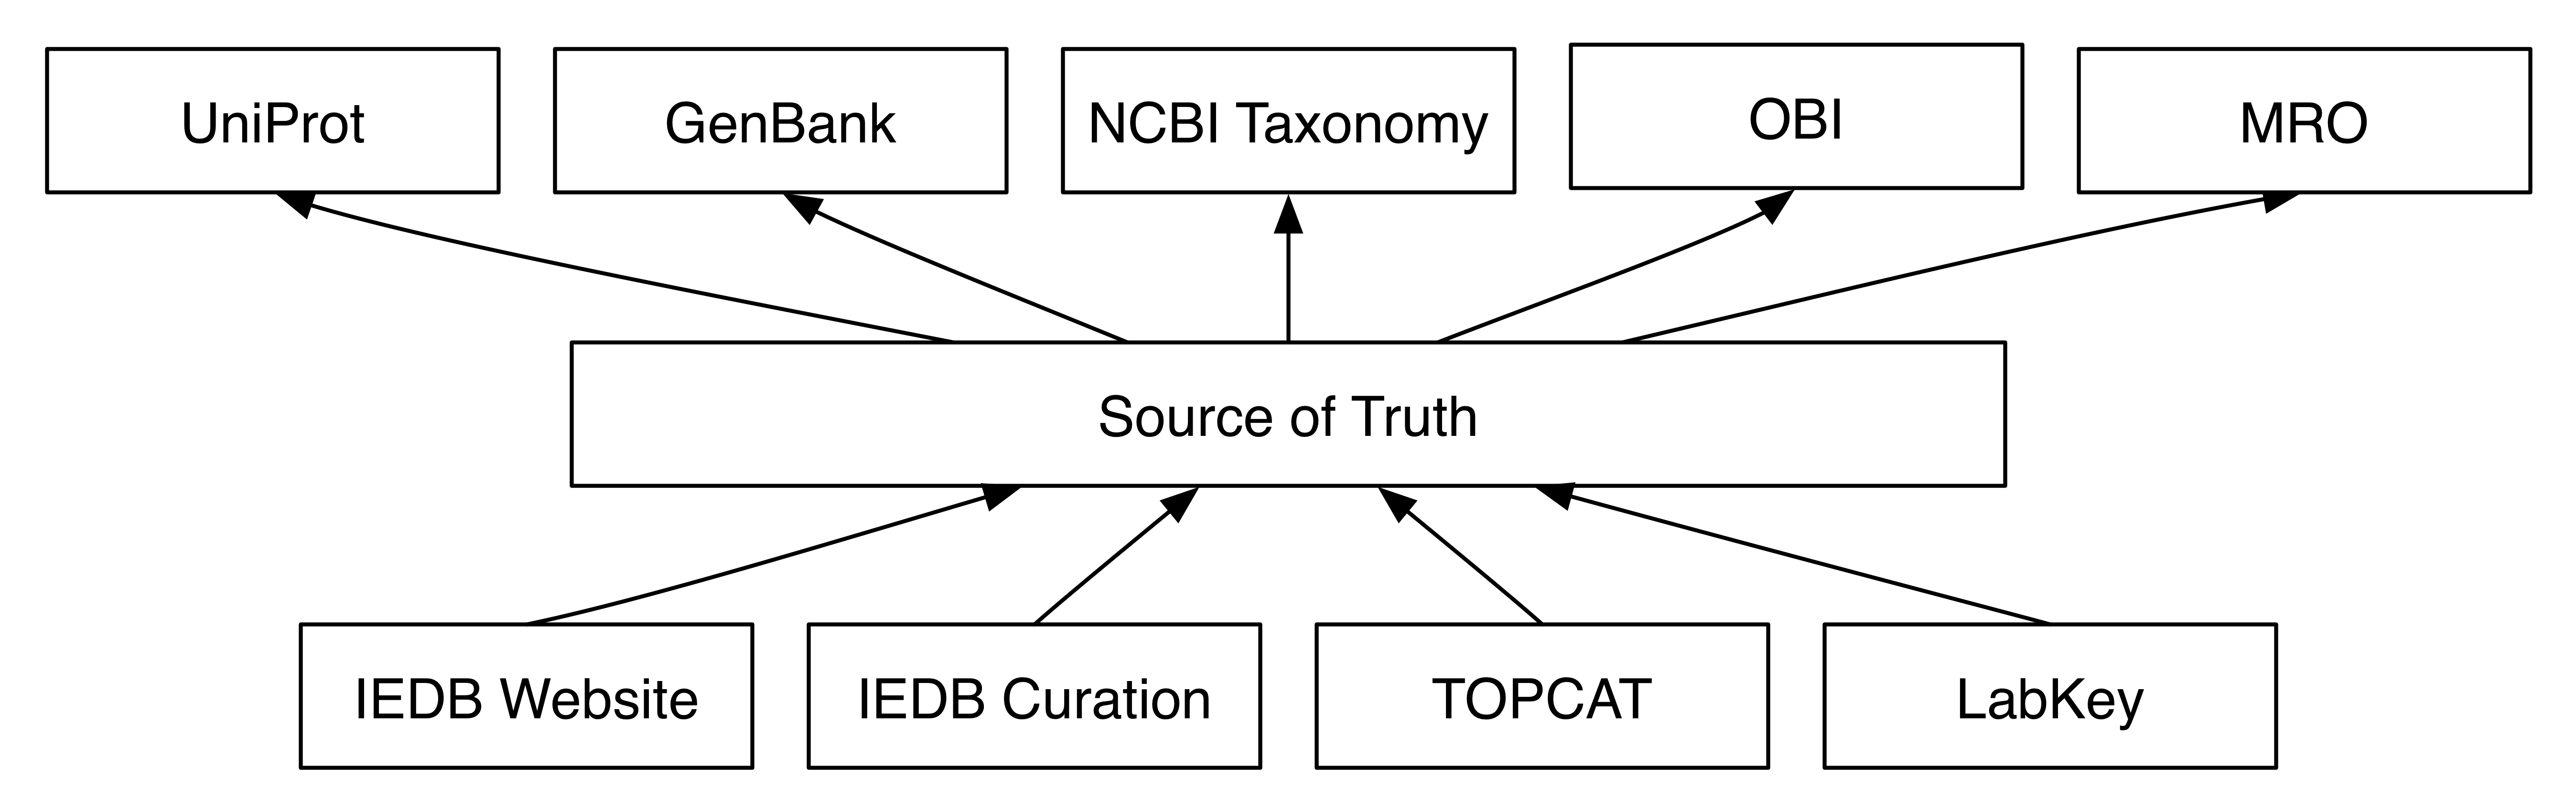 UniProt
GenBank
NCBI Taxonomy
OBI
MRO
Source of Truth
IEDB Website
IEDB Curation
TOPCAT
LabKey